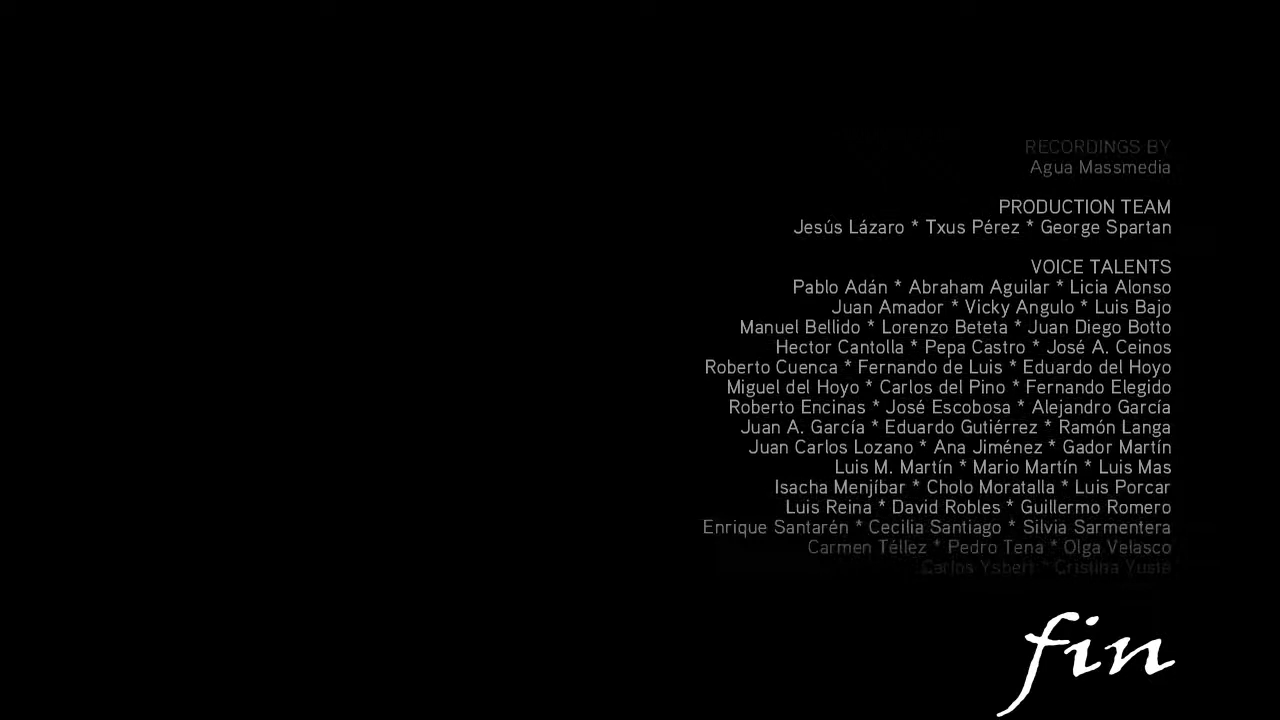 RECORDINGS BY
Agua Massmedia
PRODUCTION TEAM
Jesús Lázaro * Txus Pérez * George Spartan
VOICE TALENTS
Pablo Adán * Abraham Aguilar * Licia Alonso
Juan Amador * Vicky Angulo * Luis Bajo
Manuel Bellido * Lorenzo Beteta * Juan Diego Botto
Hector Cantolla * Pepa Castro * José A. Ceinos
Roberto Cuenca * Fernando de Luis * Eduardo del Hoyo
Miguel del Hoyo * Carlos del Pino * Fernando Elegido
Roberto Encinas * José Escobosa * Alejandro García
Juan A. García * Eduardo Gutiérrez * Ramón Langa
Juan Carlos Lozano * Ana Jiménez * Gador Martín
Luis M. Martín * Mario Martín * Luis Mas
Isacha Menjíbar * Cholo Moratalla * Luis Porcar
Luis Reina * David Robles * Guillermo Romero
Enrique Santarén * Cecilia Santiago * Silvia Sarmentera
Carmen Téllez * Pedro Tena * Olga Velasco
Carlos Ysbert * Cristina Yuste
fin